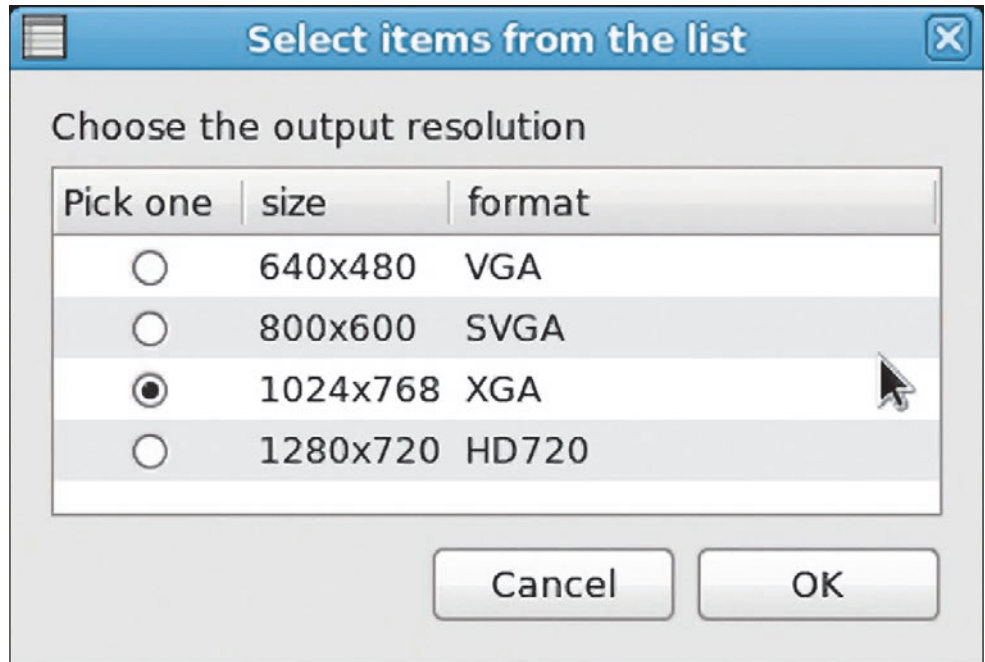 Select items from the list
Choose the output resolution
Pick one size format
640x480 VGA
800x600 SVGA
1024x768 XGA
1280x720 HD720
Cancel OK